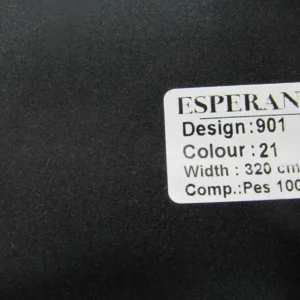 ESPERAN
Design:901
Colour:21
Width : 320 cm
Comp.:Pes 100